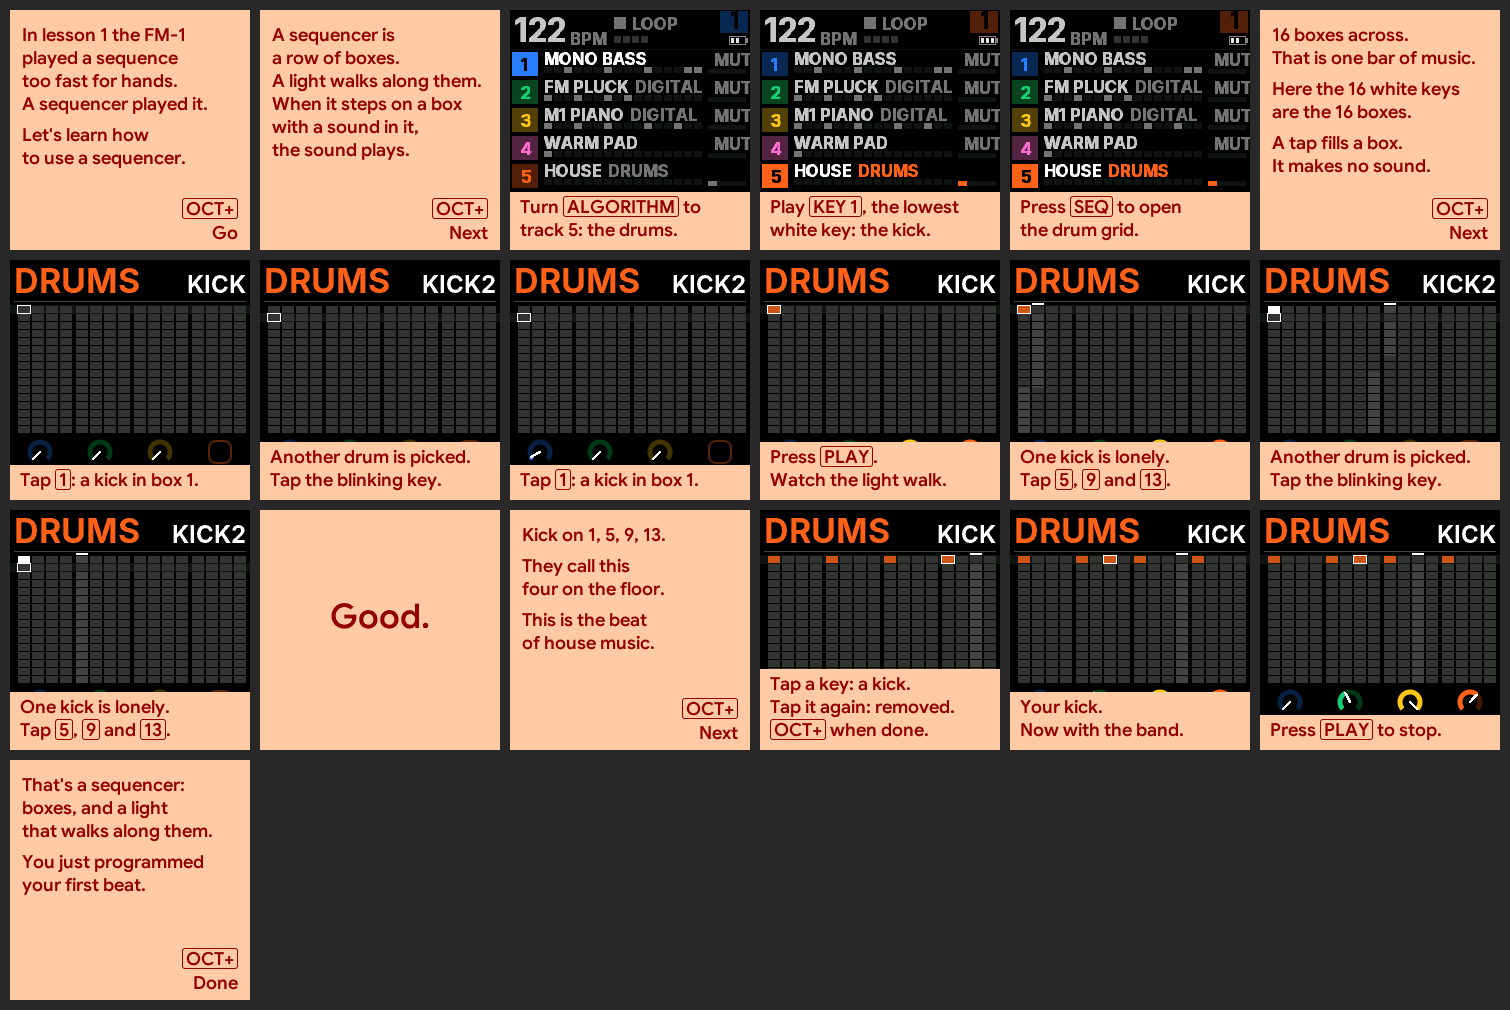 In lesson 1 the FM-1
played a sequence
too fast for hands.
A sequencer played it.
Let's learn how
to use a sequencer.
OCT+
Go
A sequencer is
a row of boxes.
A light walks along them.
When it steps on a box
with a sound in it,
the sound plays.
OCT+
Next
122 BPM LOOP 1
1 MONO BASS MUT
2 FM PLUCK DIGITAL MUT
3 M1 PIANO DIGITAL MUT
4 WARM PAD MUT
5 HOUSE DRUMS
Turn ALGORITHM to
track 5: the drums.
122 BPM LOOP 1
1 MONO BASS MUT
2 FM PLUCK DIGITAL MUT
3 M1 PIANO DIGITAL MUT
4 WARM PAD MUT
5 HOUSE DRUMS
Play KEY 1, the lowest
white key: the kick.
122 BPM LOOP 1
1 MONO BASS MUT
2 FM PLUCK DIGITAL MUT
3 M1 PIANO DIGITAL MUT
4 WARM PAD MUT
5 HOUSE DRUMS
Press SEQ to open
the drum grid.
16 boxes across.
That is one bar of music.
Here the 16 white keys
are the 16 boxes.
A tap fills a box.
It makes no sound.
OCT+
Next
DRUMS KICK
Tap 1: a kick in box 1.
DRUMS KICK2
Another drum is picked.
Tap the blinking key.
DRUMS KICK2
Tap 1: a kick in box 1.
DRUMS KICK
Press PLAY.
Watch the light walk.
DRUMS KICK
One kick is lonely.
Tap 5, 9 and 13.
DRUMS KICK2
Another drum is picked.
Tap the blinking key.
DRUMS KICK2
One kick is lonely.
Tap 5, 9 and 13.
Good.
Kick on 1, 5, 9, 13.
They call this
four on the floor.
This is the beat
of house music.
OCT+
Next
DRUMS KICK
Tap a key: a kick.
Tap it again: removed.
OCT+ when done.
DRUMS KICK
Your kick.
Now with the band.
DRUMS KICK
Press PLAY to stop.
That's a sequencer:
boxes, and a light
that walks along them.
You just programmed
your first beat.
OCT+
Done